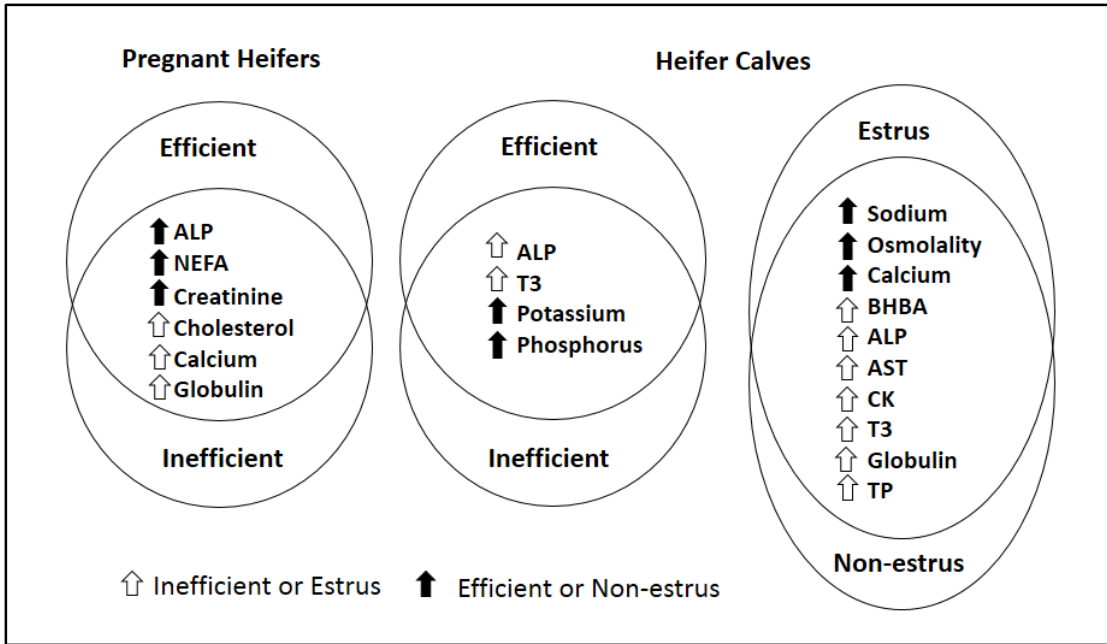 Pregnant Heifers
Heifer Calves
Efficient
ALP
NEFA
Creatinine
Cholesterol
Calcium
Globulin
Inefficient
Efficient
ALP
T3
Potassium
Phosphorus
Inefficient
Estrus
Sodium
Osmolality
Calcium
BHBA
ALP
AST
CK
T3
Globulin
TP
Non-estrus
Inefficient or Estrus
Efficient or Non-estrus